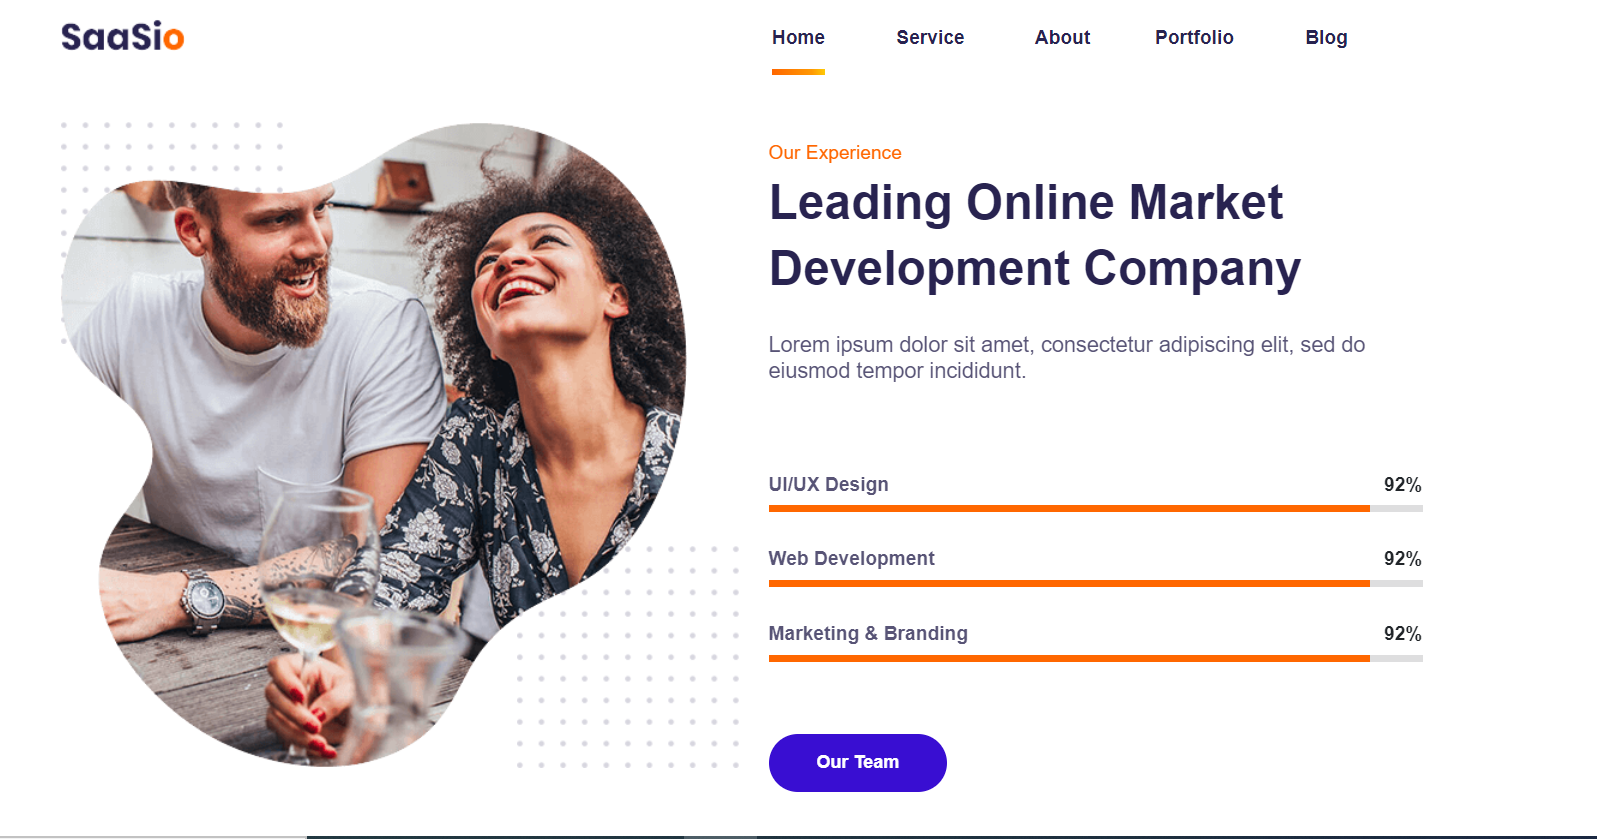 SaaSio
Home Service About Portfolio Blog
Our Experience
Leading Online Market
Development Company
Lorem ipsum dolor sit amet, consectetur adipiscing elit, sed do
eiusmod tempor incididunt.
UI/UX Design 92%
Web Development 92%
Marketing & Branding 92%
Our Team